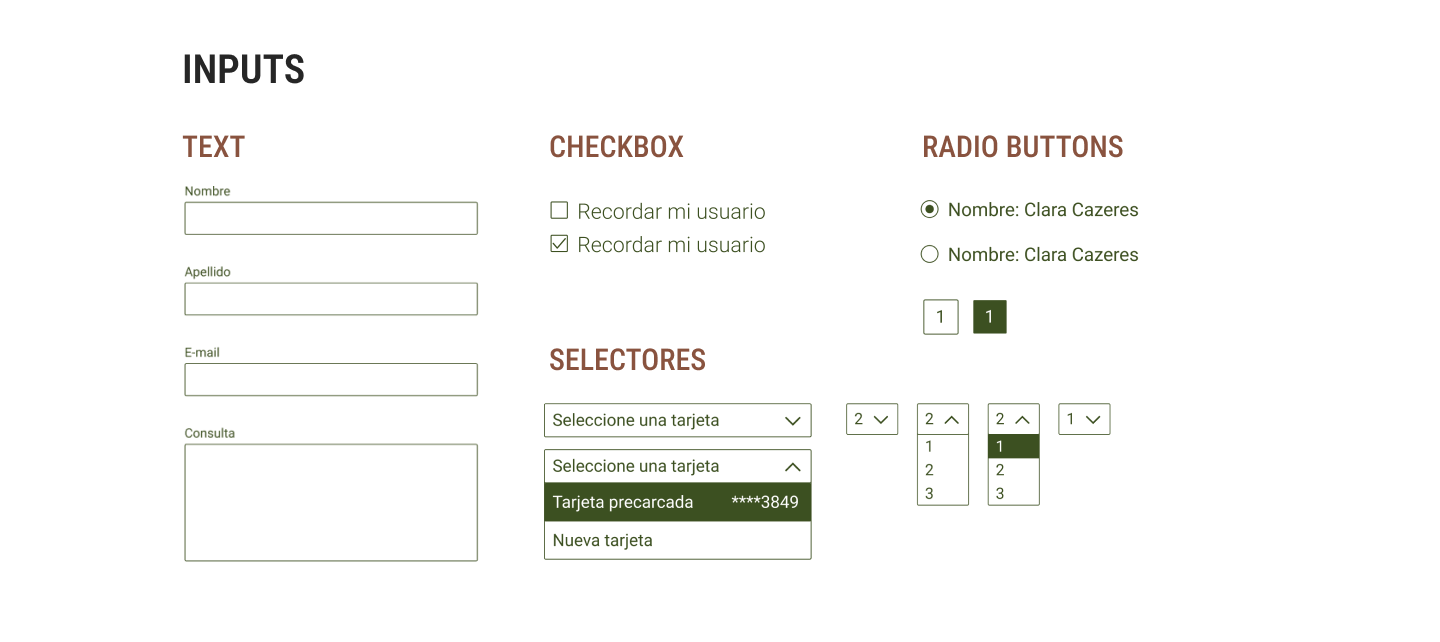 INPUTS
TEXT
Nombre
Apellido
E-mail
Consulta
CHECKBOX
Recordar mi usuario
Recordar mi usuario
RADIO BUTTONS
Nombre: Clara Cazeres
Nombre: Clara Cazeres
1 1
SELECTORES
Seleccione una tarjeta
Seleccione una tarjeta
Tarjeta precarcada ****3849
Nueva tarjeta
2 2 2 1
1 1
2 2
3 3